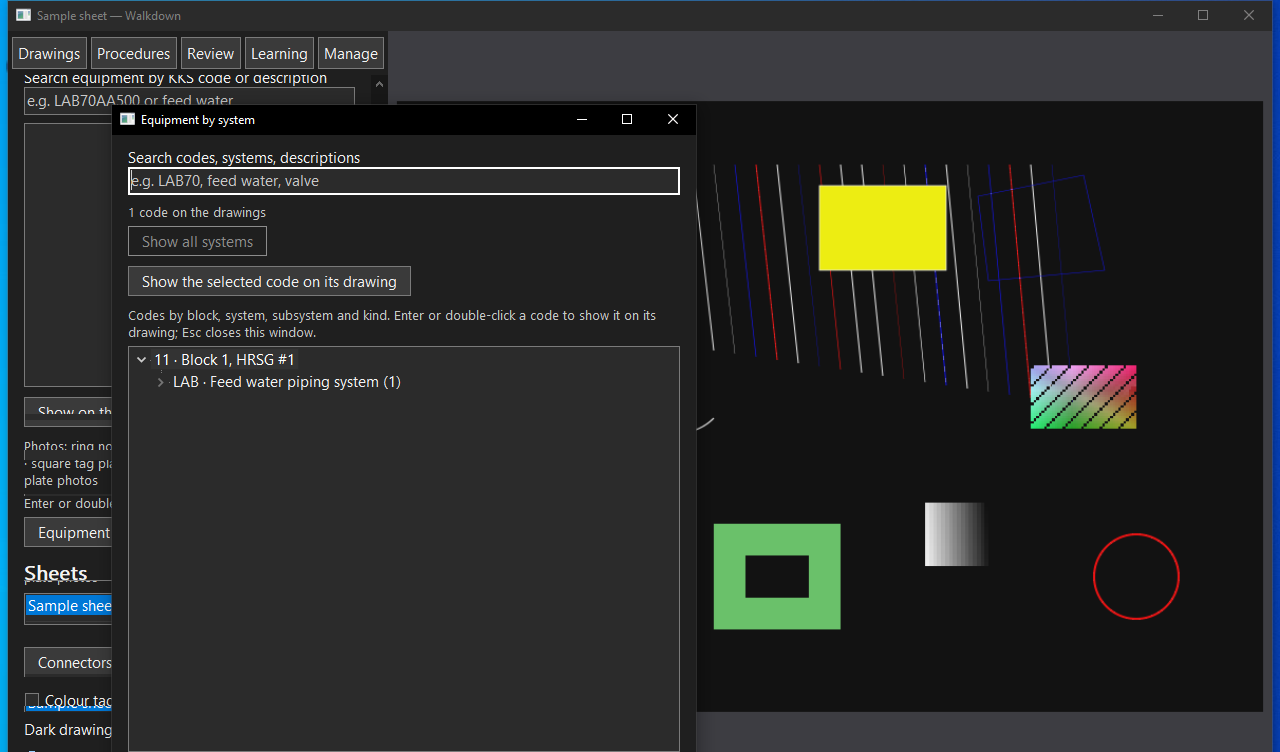 Sample sheet — Walkdown
Drawings
Procedures
Review
Learning
Manage
Search equipment by KKS code or description
e.g. LAB70AA500 or feed water
Equipment by system
Search codes, systems, descriptions
e.g. LAB70, feed water, valve
1 code on the drawings
Show all systems
Show the selected code on its drawing
Codes by block, system, subsystem and kind. Enter or double-click a code to show it on its
drawing; Esc closes this window.
11 · Block 1, HRSG #1
LAB · Feed water piping system (1)
Show on th
Photos: ring no
· square tag pla
plate photos
Enter or double
Equipment
Sheets
Sample shee
Connectors
Colour tag
Dark drawing